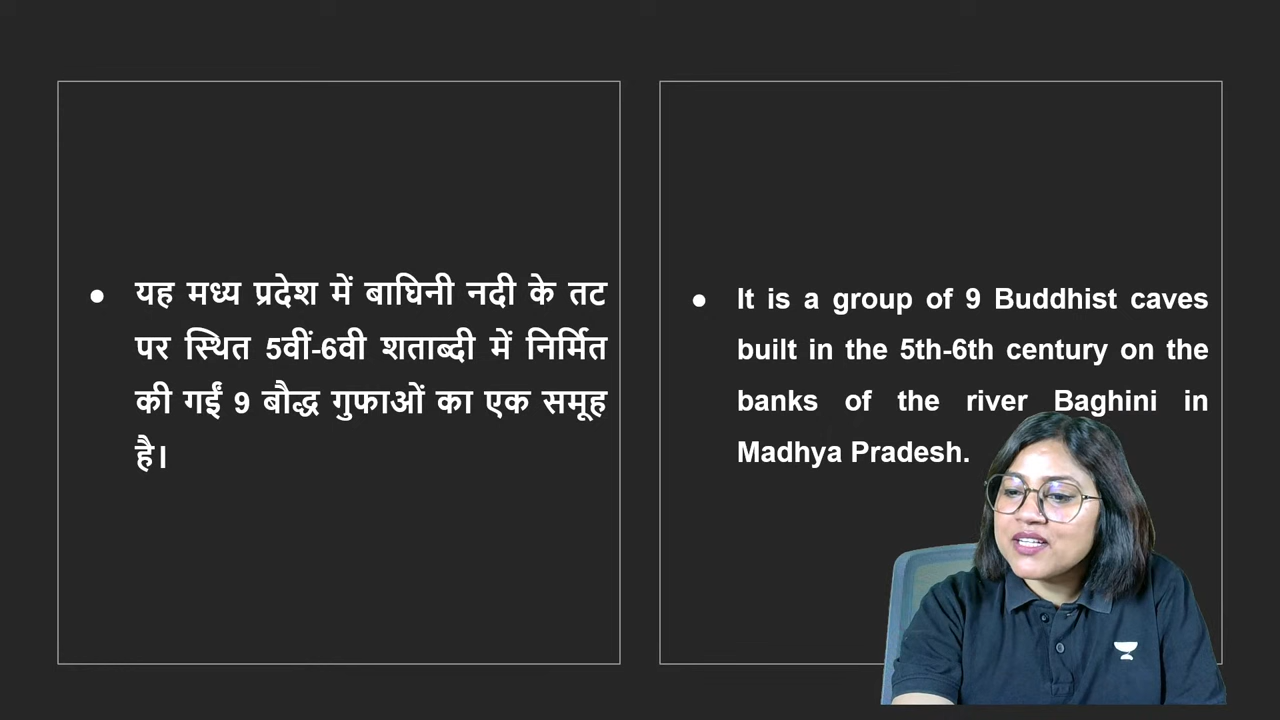 यह मध्य प्रदेश में बाघिनी नदी के तट
पर स्थित 5वीं-6वी शताब्दी में निर्मित
की गईं 9 बौद्ध गुफाओं का एक समूह
है।
It is a group of 9 Buddhist caves
built in the 5th-6th century on the
banks of the river Baghini in
Madhya Pradesh.